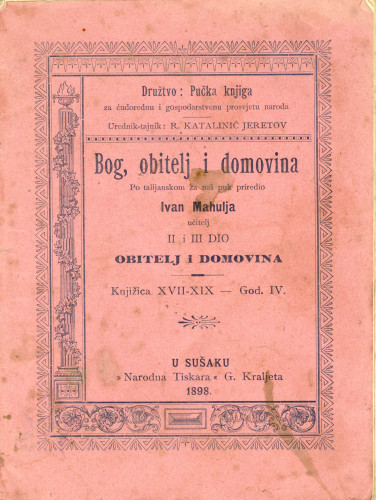 Družtvo: Pučka knjiga
za ćudorednu i gospodarstvenu prosvjetu naroda
Urednik-tajnik: R. KATALINIĆ JERETOV
Bog, obitelj i domovina
Po talijanskom za naš puk priredio
Ivan Mahulja
učitelj
II i III DIO
OBITELJ i DOMOVINA
Knjižica XVII-XIX — God. IV.
U SUŠAKU
»Narodna Tiskara« G. Kraljeta
1898.